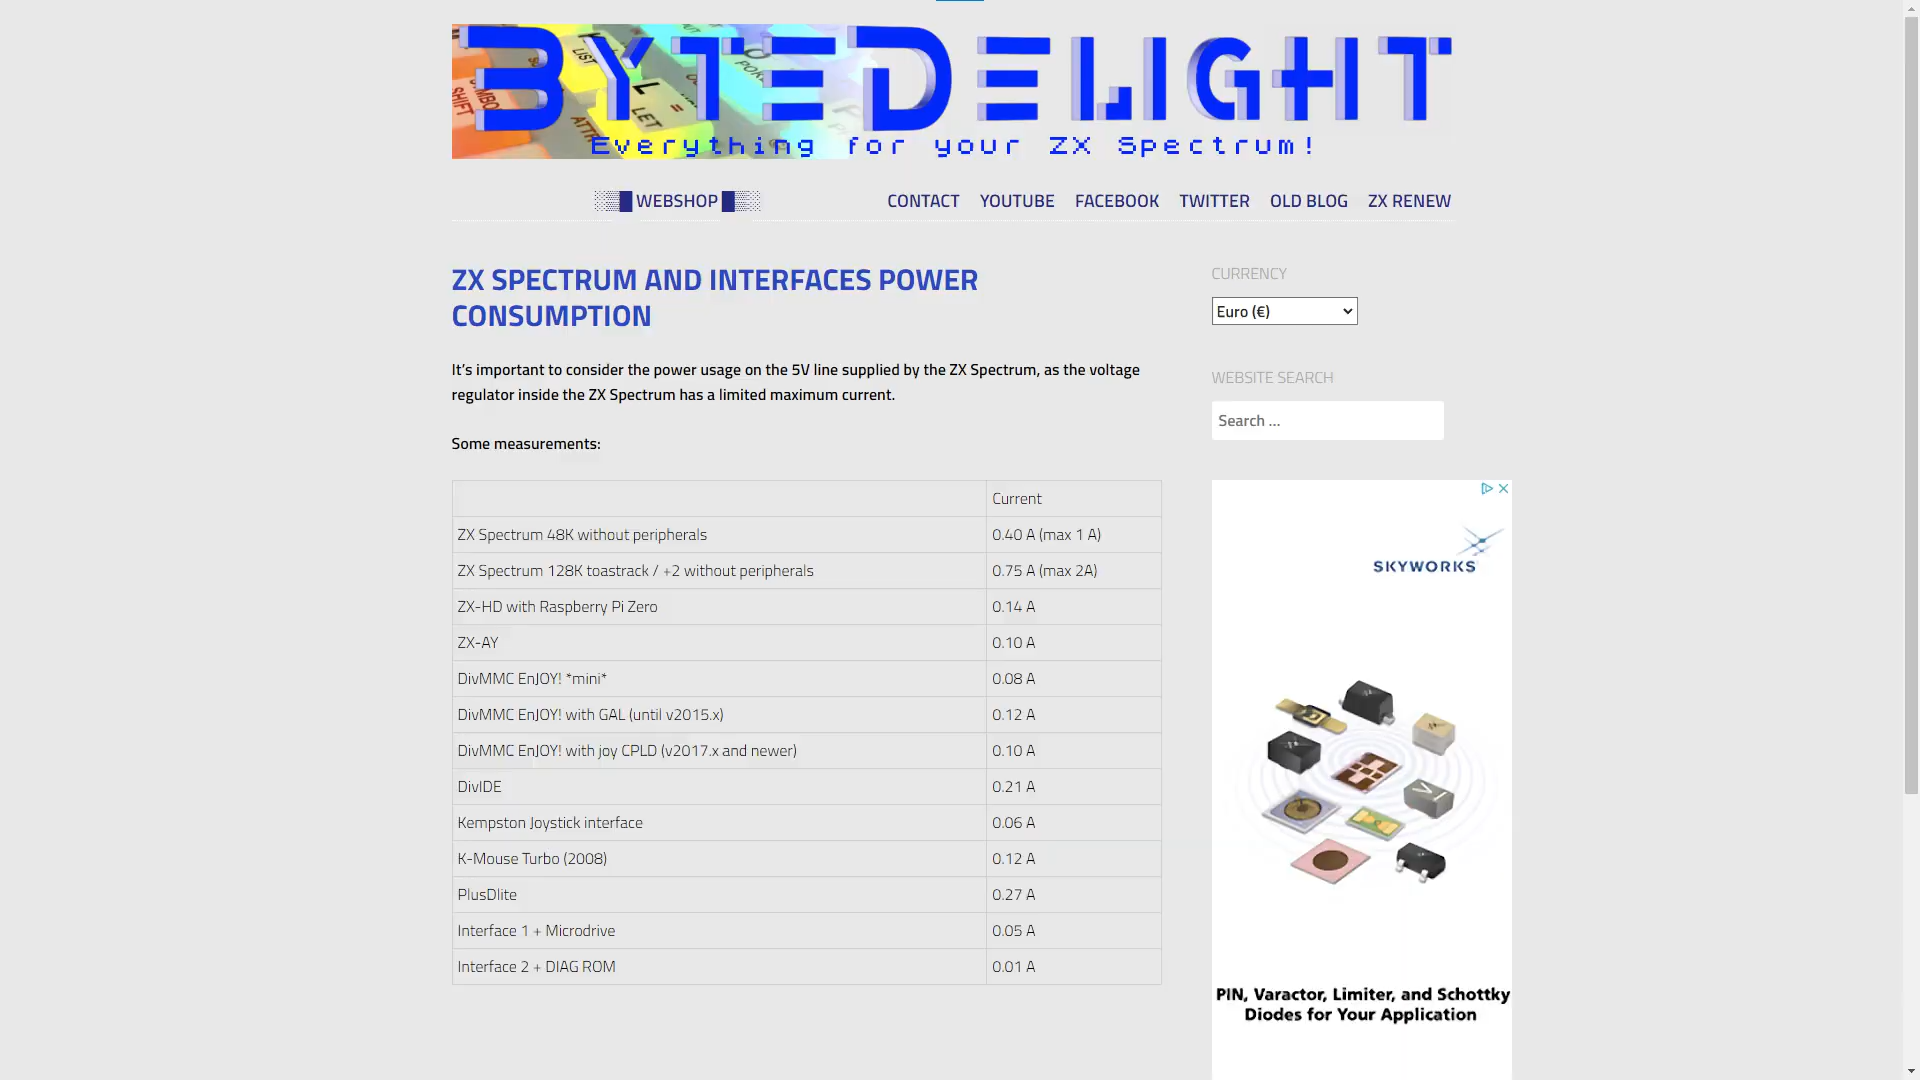 BYTEDELIGHT
Everything for your ZX Spectrum!
WEBSHOP CONTACT YOUTUBE FACEBOOK TWITTER OLD BLOG ZX RENEW
ZX SPECTRUM AND INTERFACES POWER
CONSUMPTION
It's important to consider the power usage on the 5V line supplied by the ZX Spectrum, as the voltage
regulator inside the ZX Spectrum has a limited maximum current.
Some measurements:
Current
ZX Spectrum 48K without peripherals 0.40 A (max 1 A)
ZX Spectrum 128K toastrack / +2 without peripherals 0.75 A (max 2A)
ZX-HD with Raspberry Pi Zero 0.14 A
ZX-AY 0.10 A
DivMMC EnJOY! *mini* 0.08 A
DivMMC EnJOY! with GAL (until v2015.x) 0.12 A
DivMMC EnJOY! with joy CPLD (v2017.x and newer) 0.10 A
DivIDE 0.21 A
Kempston Joystick interface 0.06 A
K-Mouse Turbo (2008) 0.12 A
PlusDlite 0.27 A
Interface 1 + Microdrive 0.05 A
Interface 2 + DIAG ROM 0.01 A
CURRENCY
Euro (€)
WEBSITE SEARCH
Search ...
SKYWORKS
PIN, Varactor, Limiter, and Schottky
Diodes for Your Application